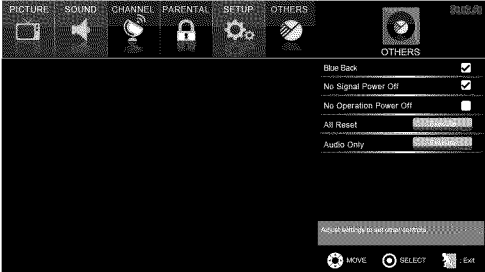 PICTURE SOUND CHANNEL PARENTAL SETUP OTHERS
OTHERS
Blue Back
No Signal Power Off
No Operation Power Off
All Reset
Audio Only
Adjust settings to set other controls.
MOVE SELECT : Exit